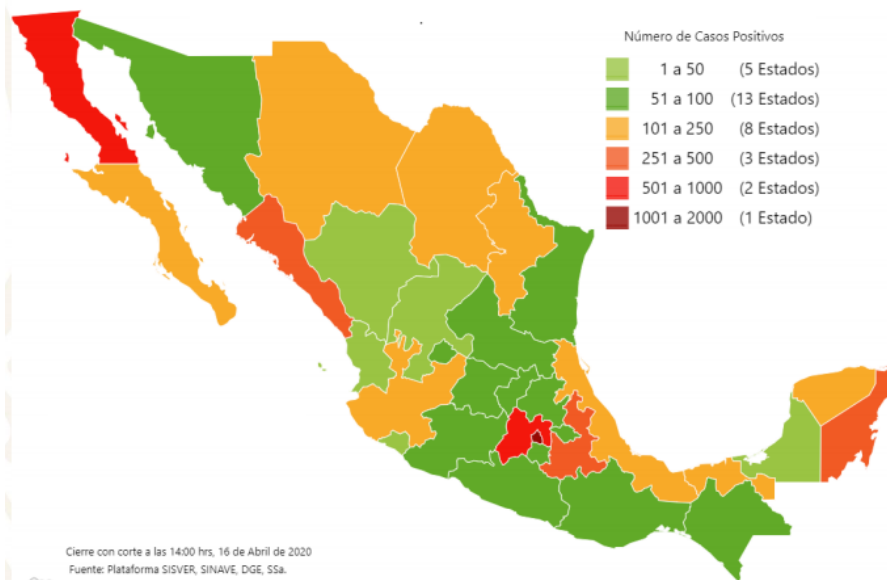 Número de Casos Positivos
1 a 50 (5 Estados)
51 a 100 (13 Estados)
101 a 250 (8 Estados)
251 a 500 (3 Estados)
501 a 1000 (2 Estados)
1001 a 2000 (1 Estado)
Cierre con corte a las 14:00 hrs, 16 de Abril de 2020
Fuente: Plataforma SISVER, SINAVE, DGE, SSa.